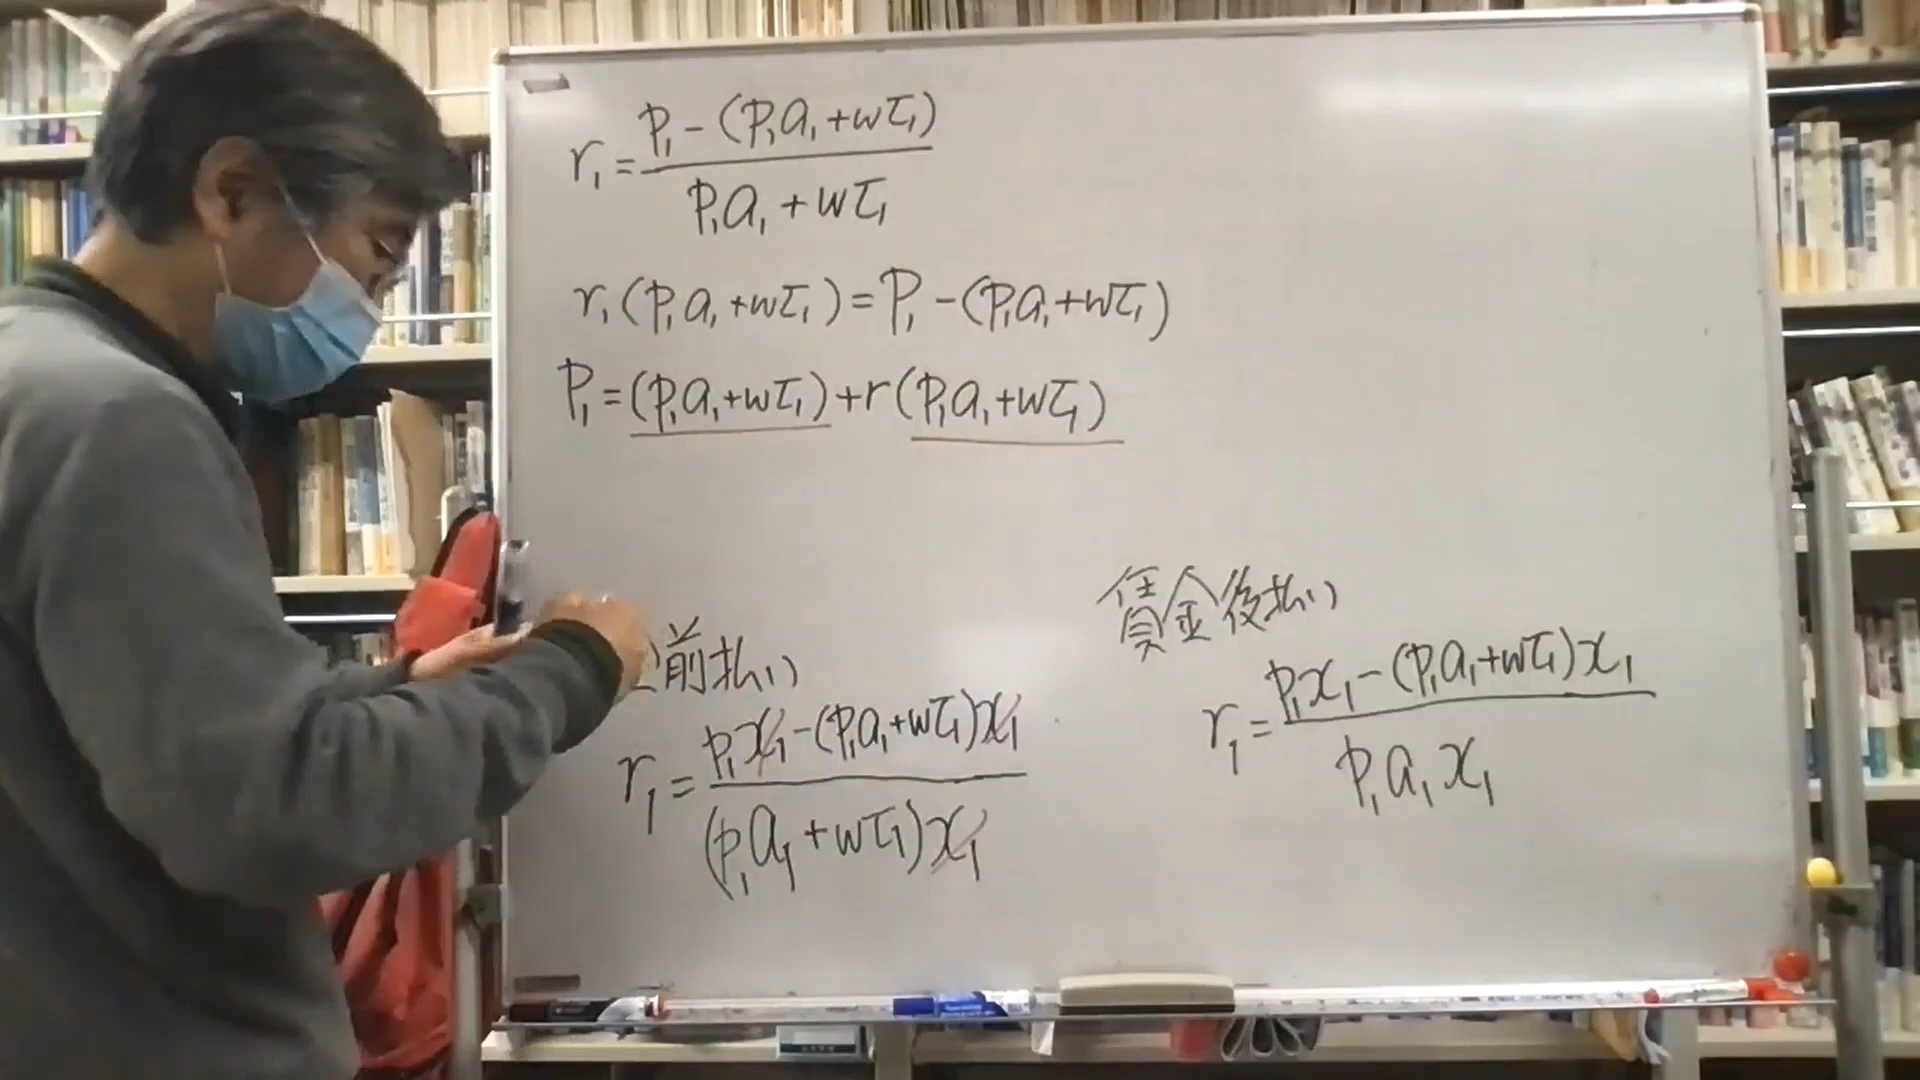 r₁ = (p₁ - (p₁a₁ + wτ₁)) / (p₁a₁ + wτ₁)
r₁(p₁a₁ + wτ₁) = p₁ - (p₁a₁ + wτ₁)
p₁ = (p₁a₁ + wτ₁) + r(p₁a₁ + wτ₁)
前払い
r₁ = (p₁x₁ - (p₁a₁ + wτ₁)x₁) / ((p₁a₁ + wτ₁)x₁)
賃金後払い
r₁ = (p₁x₁ - (p₁a₁ + wτ₁)x₁) / (p₁a₁x₁)